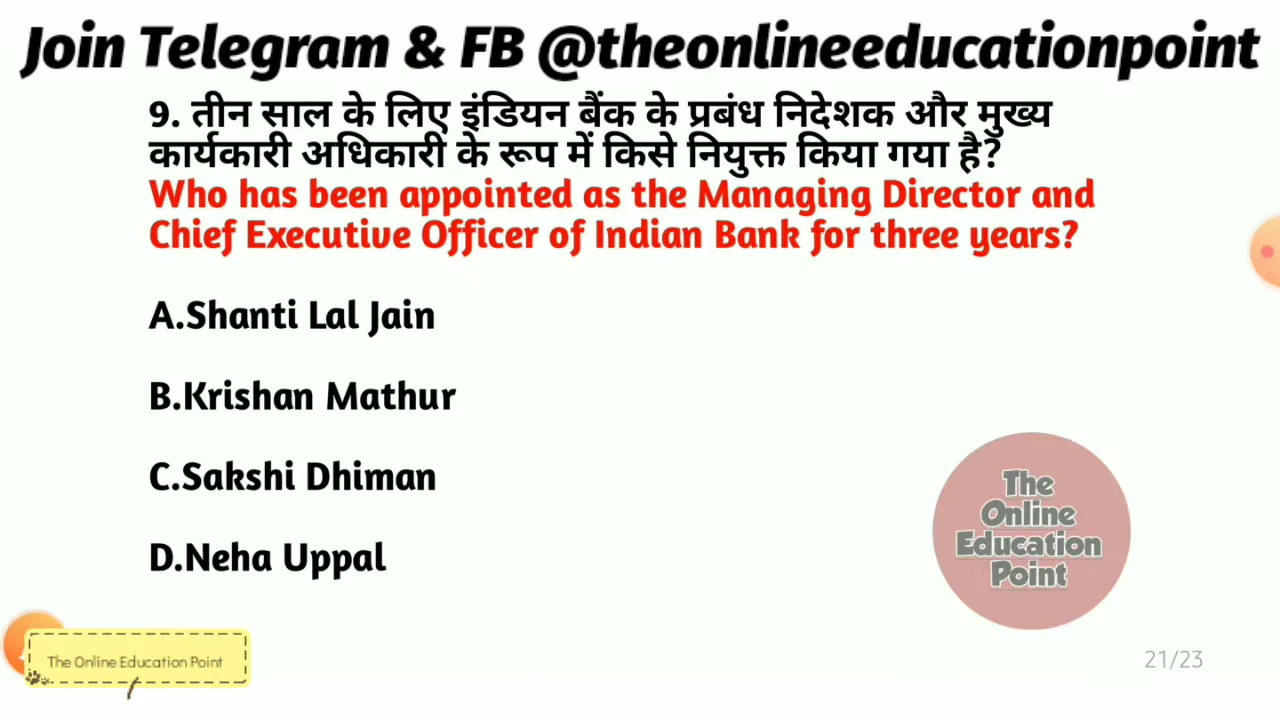 Join Telegram & FB @theonlineeducationpoint
9. तीन साल के लिए इंडियन बैंक के प्रबंध निदेशक और मुख्य
कार्यकारी अधिकारी के रूप में किसे नियुक्त किया गया है?
Who has been appointed as the Managing Director and
Chief Executive Officer of Indian Bank for three years?
A.Shanti Lal Jain
B.Krishan Mathur
C.Sakshi Dhiman
D.Neha Uppal
The
Online
Education
Point
The Online Education Point
21/23